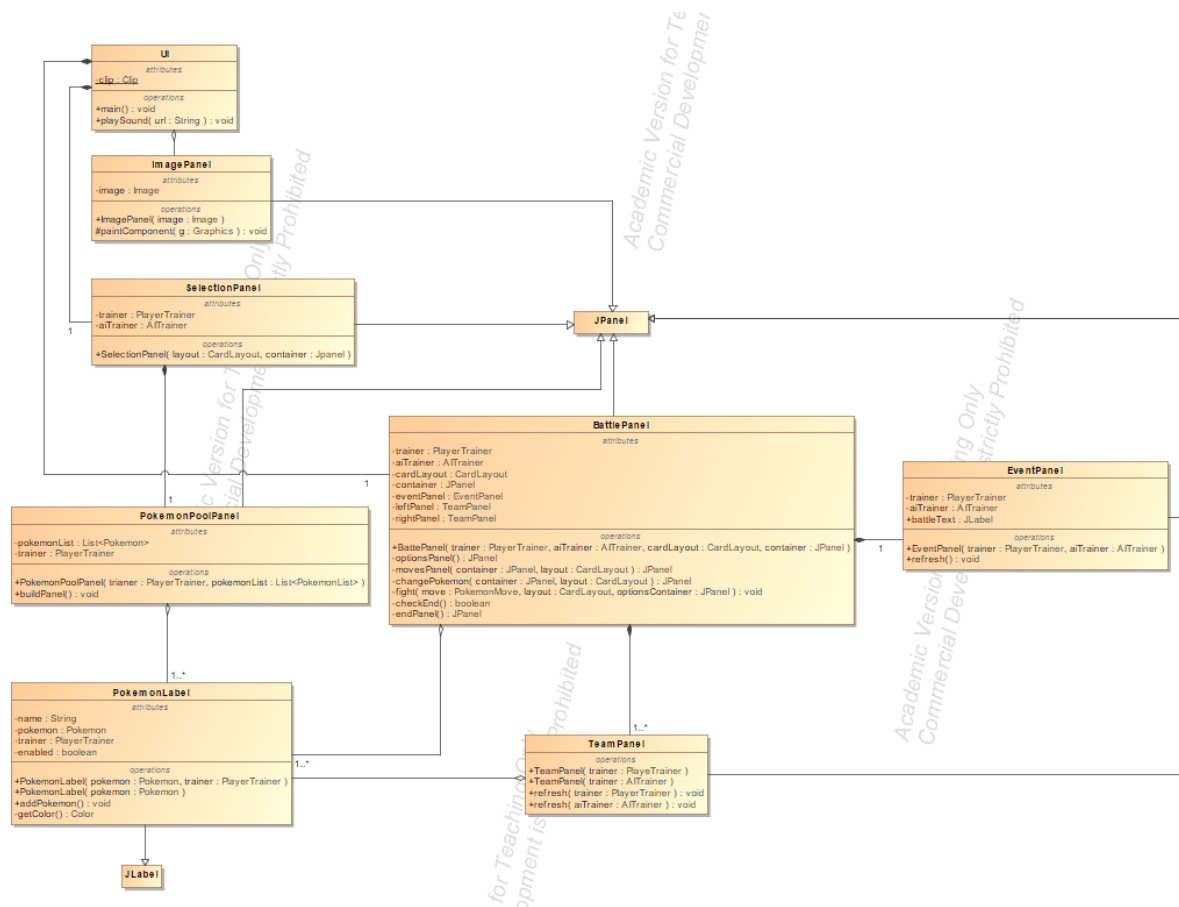 UI
attributes
-clip : Clip
operations
+main() : void
+playSound( url : String ) : void
ImagePanel
attributes
-image : Image
operations
+ImagePanel( image : Image )
#paintComponent( g : Graphics ) : void
SelectionPanel
attributes
-trainer : PlayerTrainer
-aiTrainer : AITrainer
operations
+SelectionPanel( layout : CardLayout, container : Jpanel )
1
JPanel
BattlePanel
attributes
-trainer : PlayerTrainer
-aiTrainer : AITrainer
-cardLayout : CardLayout
-container : JPanel
-eventPanel : EventPanel
-leftPanel : TeamPanel
-rightPanel : TeamPanel
operations
+BattePanel( trainer : PlayerTrainer, aiTrainer : AITrainer, cardLayout : CardLayout, container : JPanel )
-optionsPanel() : JPanel
-movesPanel( container : JPanel, layout : CardLayout ) : JPanel
-changePokemon( container : JPanel, layout : CardLayout ) : JPanel
-fight( move : PokemonMove, layout : CardLayout, optionsContainer : JPanel ) : void
-checkEnd() : boolean
-endPanel() : JPanel
1
EventPanel
attributes
-trainer : PlayerTrainer
-aiTrainer : AITrainer
+battleText : JLabel
operations
+EventPanel( trainer : PlayerTrainer, aiTrainer : AITrainer )
+refresh() : void
1
1
PokemonPoolPanel
attributes
-pokemonList : List<Pokemon>
-trainer : PlayerTrainer
operations
+PokemonPoolPanel( trianer : PlayerTrainer, pokemonList : List<PokemonList> )
+buildPanel() : void
1..*
PokemonLabel
attributes
-name : String
-pokemon : Pokemon
-trainer : PlayerTrainer
-enabled : boolean
operations
+PokemonLabel( pokemon : Pokemon, trainer : PlayerTrainer )
+PokemonLabel( pokemon : Pokemon )
+addPokemon() : void
-getColor() : Color
1..*
1..*
TeamPanel
operations
+TeamPanel( trainer : PlayeTrainer )
+TeamPanel( trainer : AITrainer )
+refresh( trainer : PlayerTrainer ) : void
+refresh( aiTrainer : AITrainer ) : void
JLabel
Academic Version for Te
Commercial Developmen
Academic Version for Teaching Only
Commercial Development is Strictly Prohibited